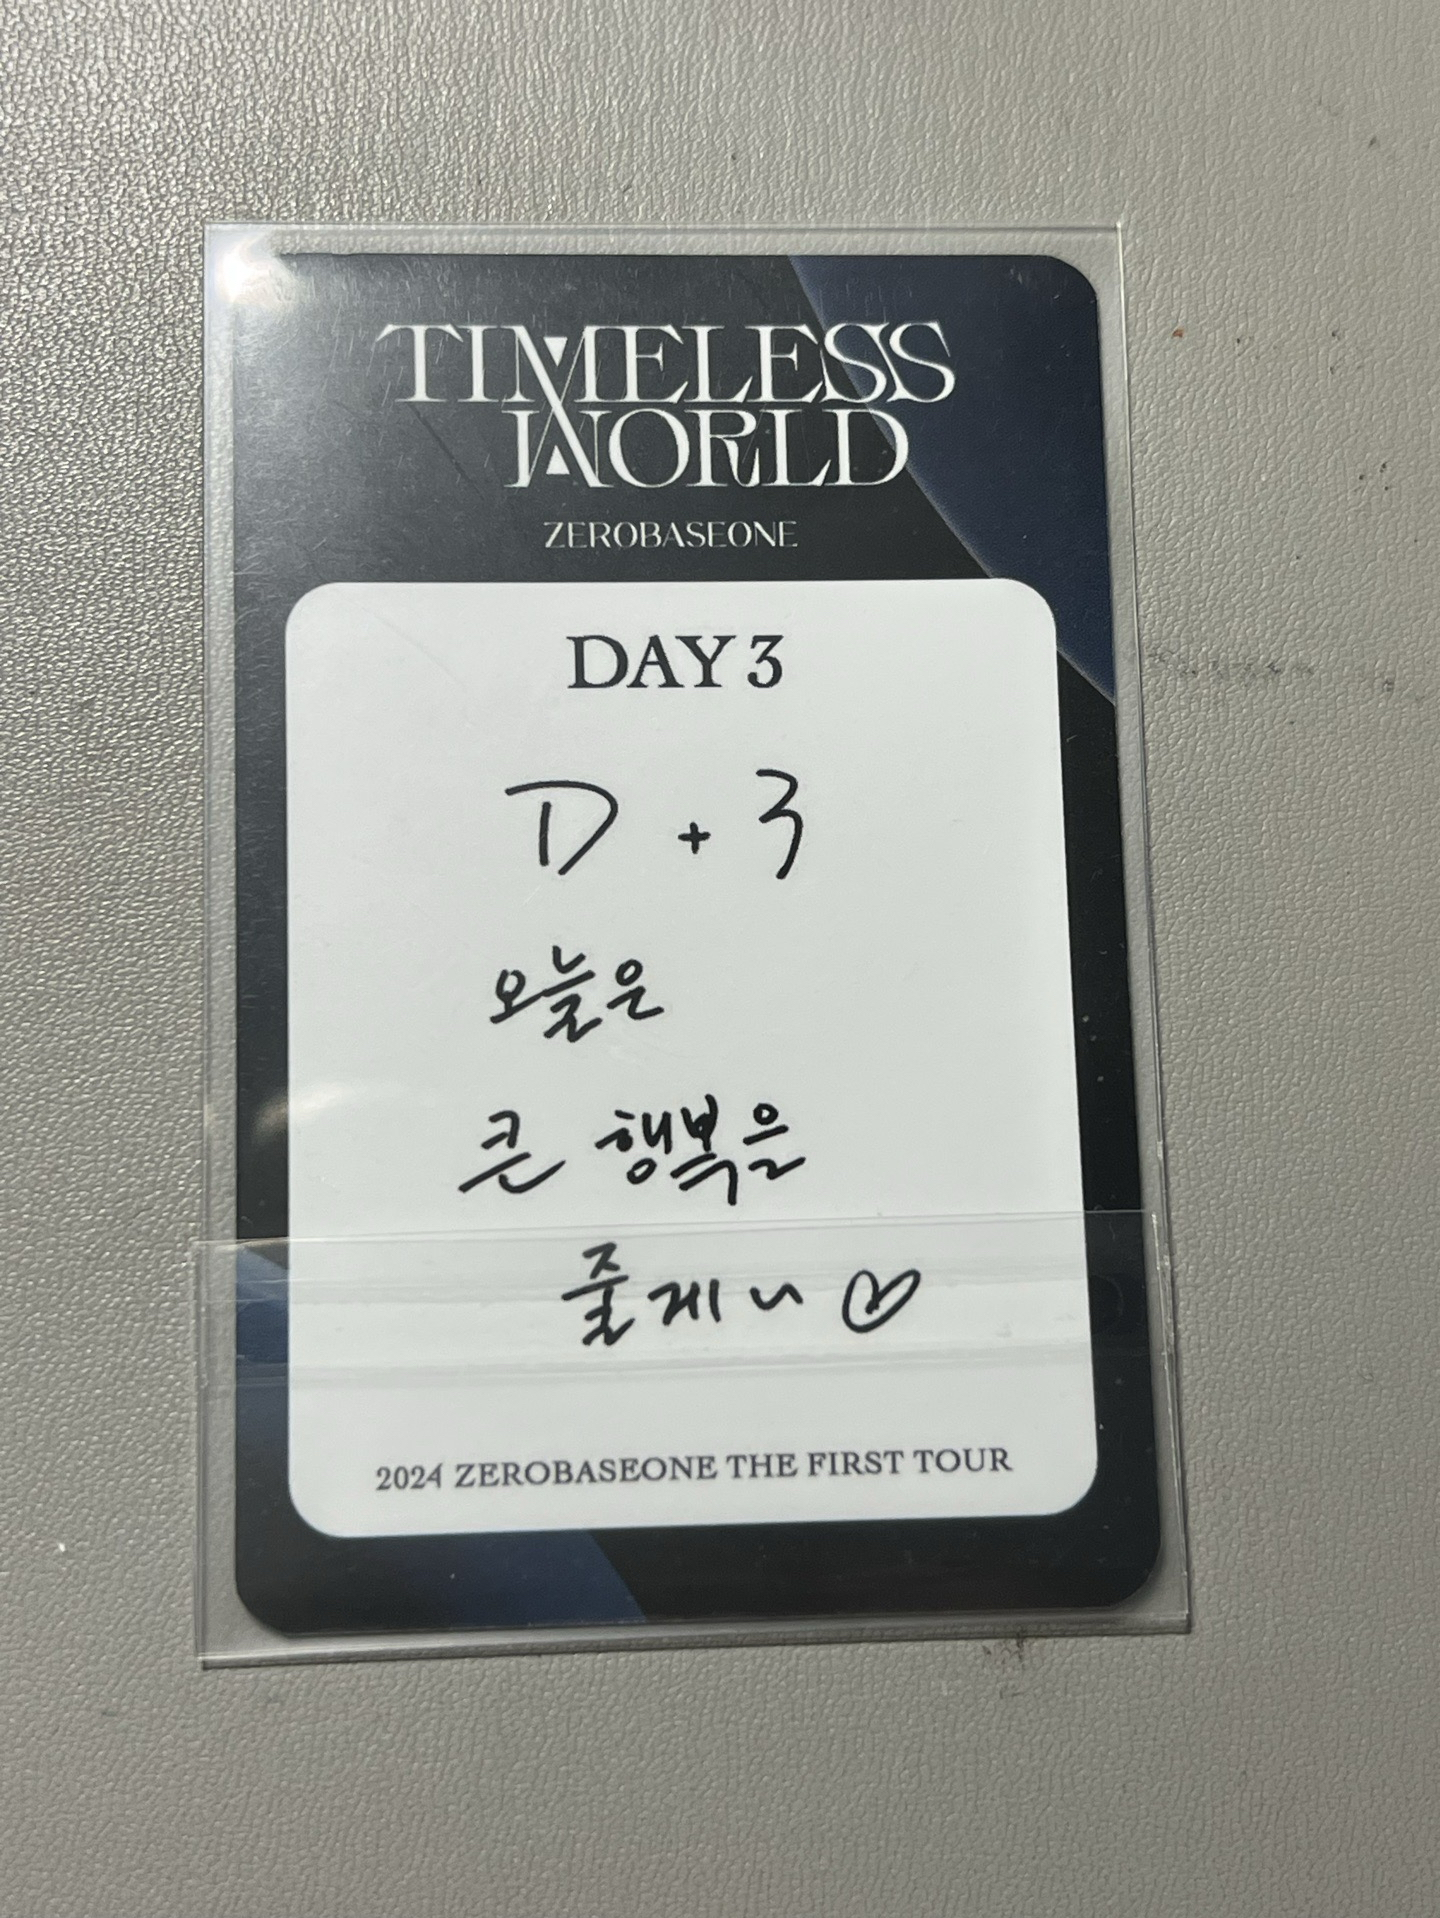 TIMELESS
WORLD
ZEROBASEONE
DAY 3
D + 3
오늘은
큰 행복을
줄게 ㅎ ♡
2024 ZEROBASEONE THE FIRST TOUR